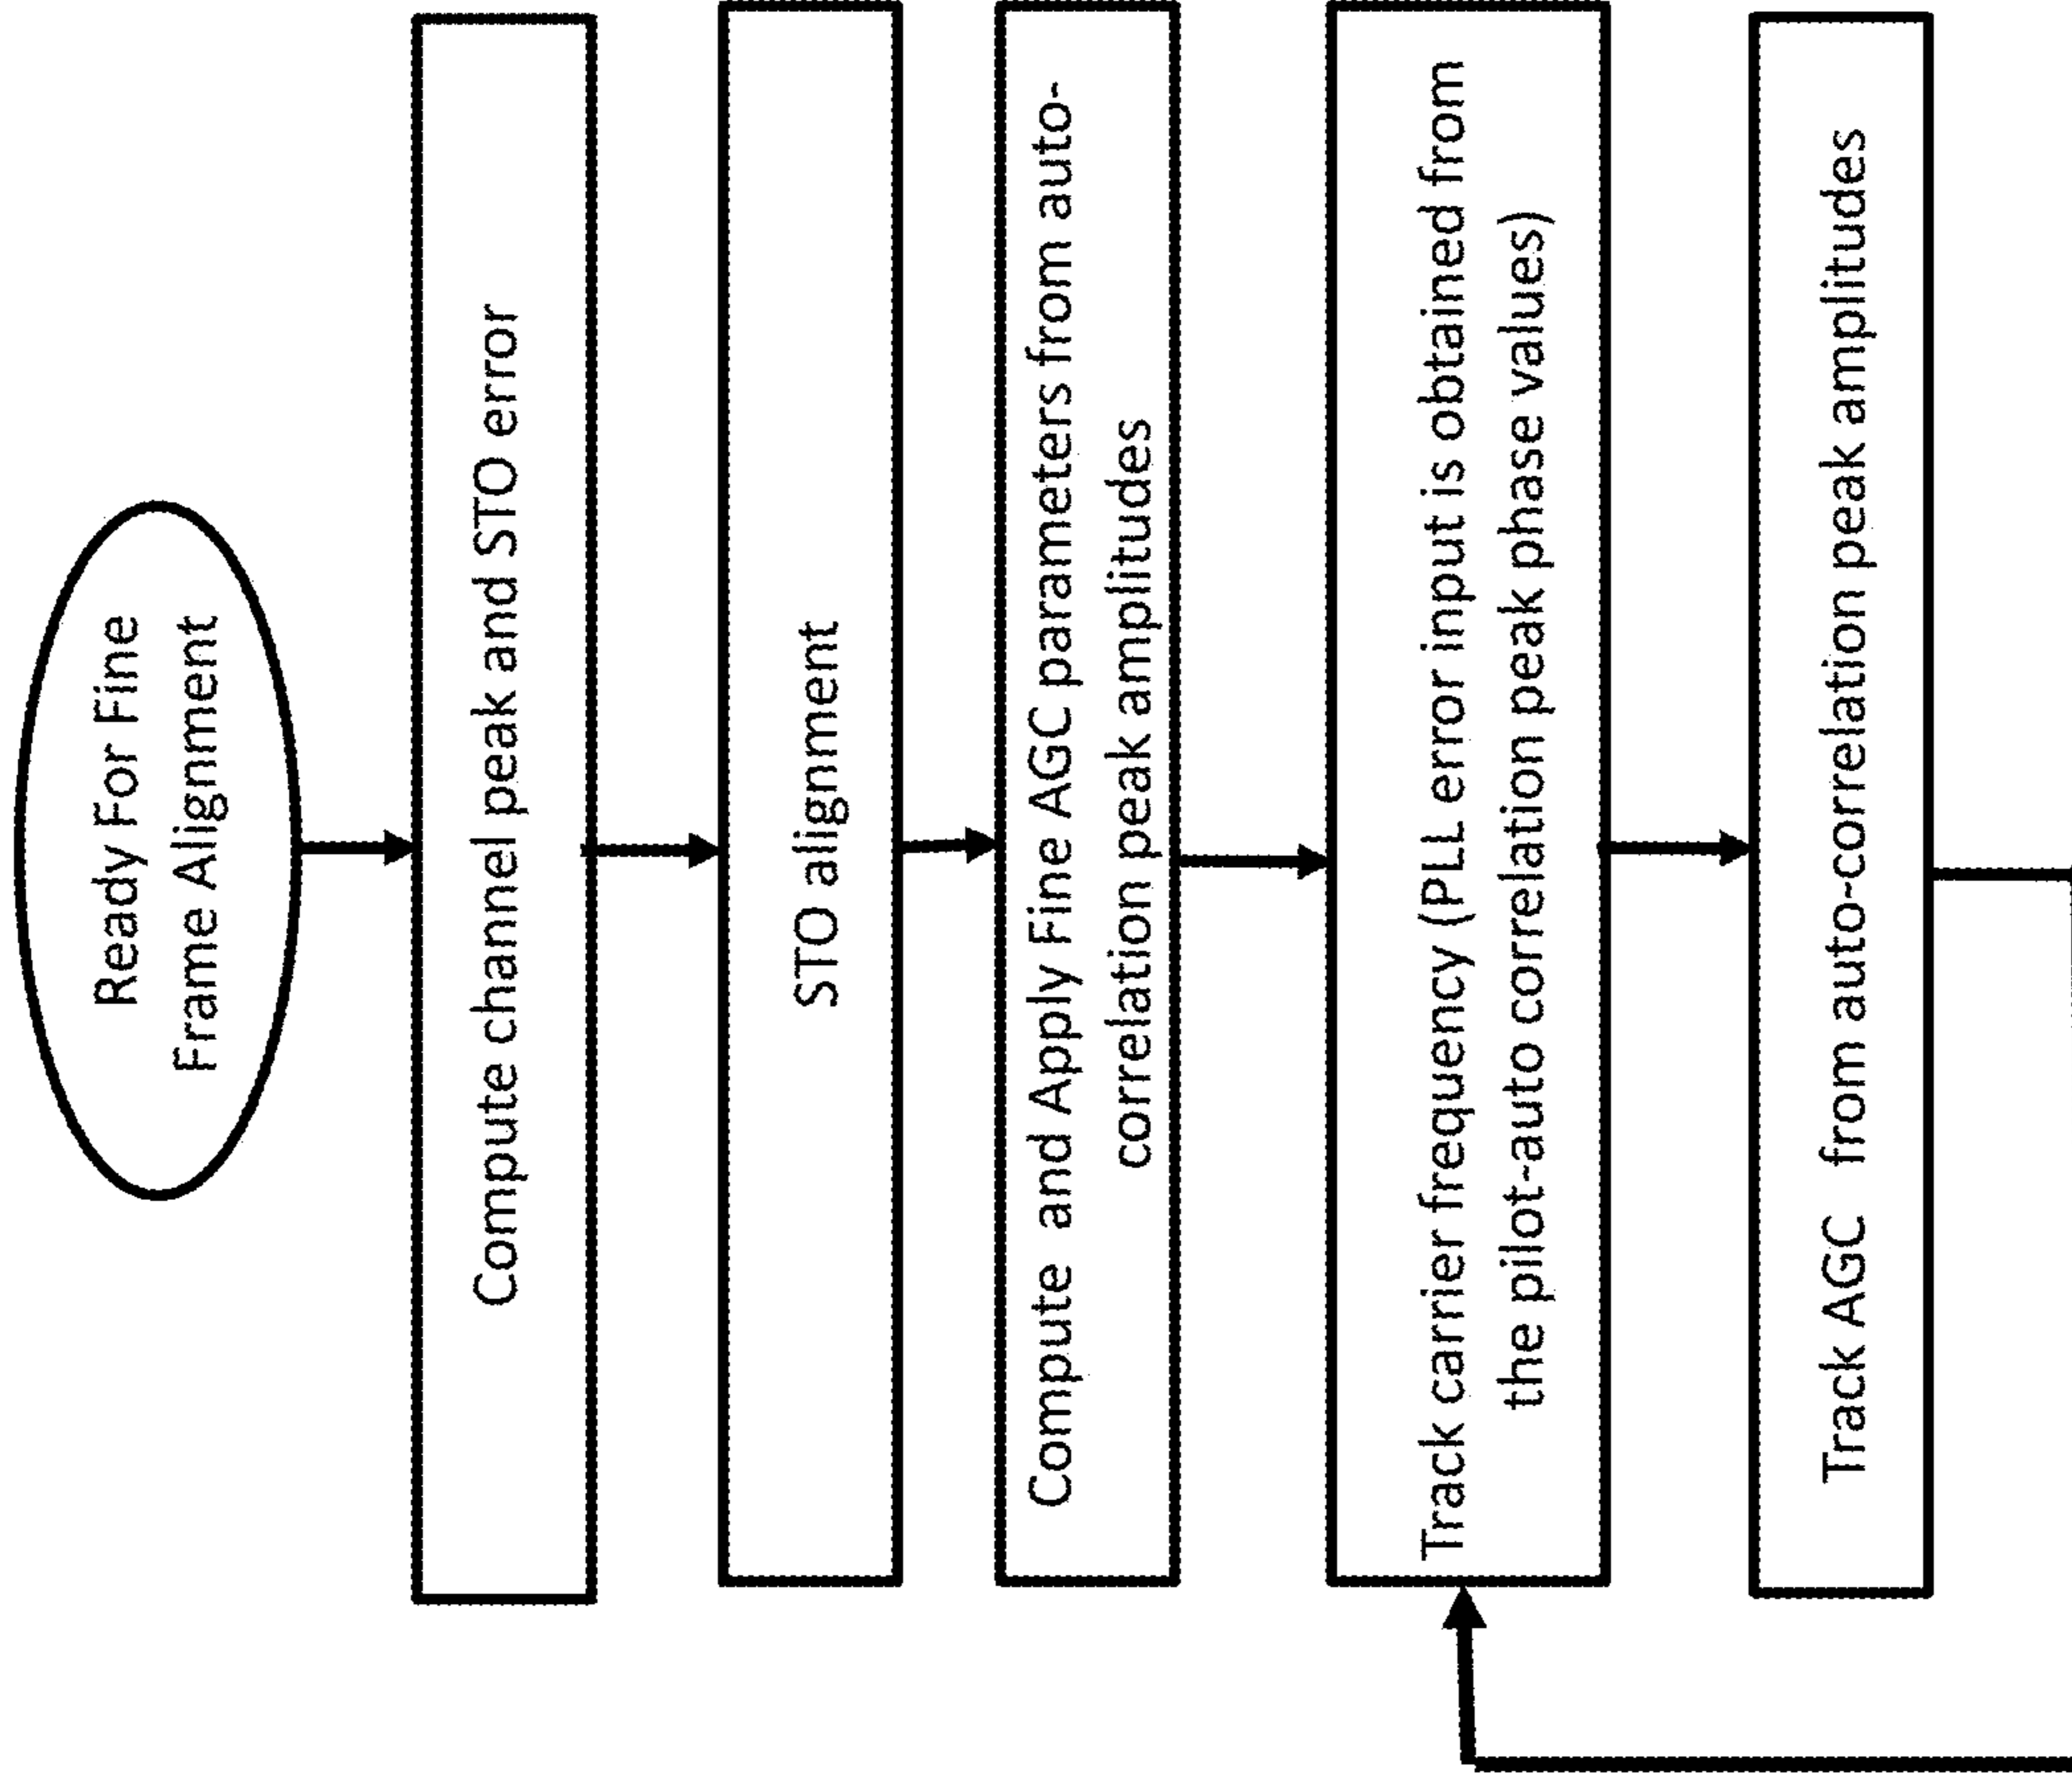 Ready For Fine
Frame Alignment
Compute channel peak and STO error
STO alignment
Compute and Apply Fine AGC parameters from auto-
correlation peak amplitudes
Track carrier frequency (PLL error input is obtained from
the pilot-auto correlation peak phase values)
Track AGC from auto-correlation peak amplitudes